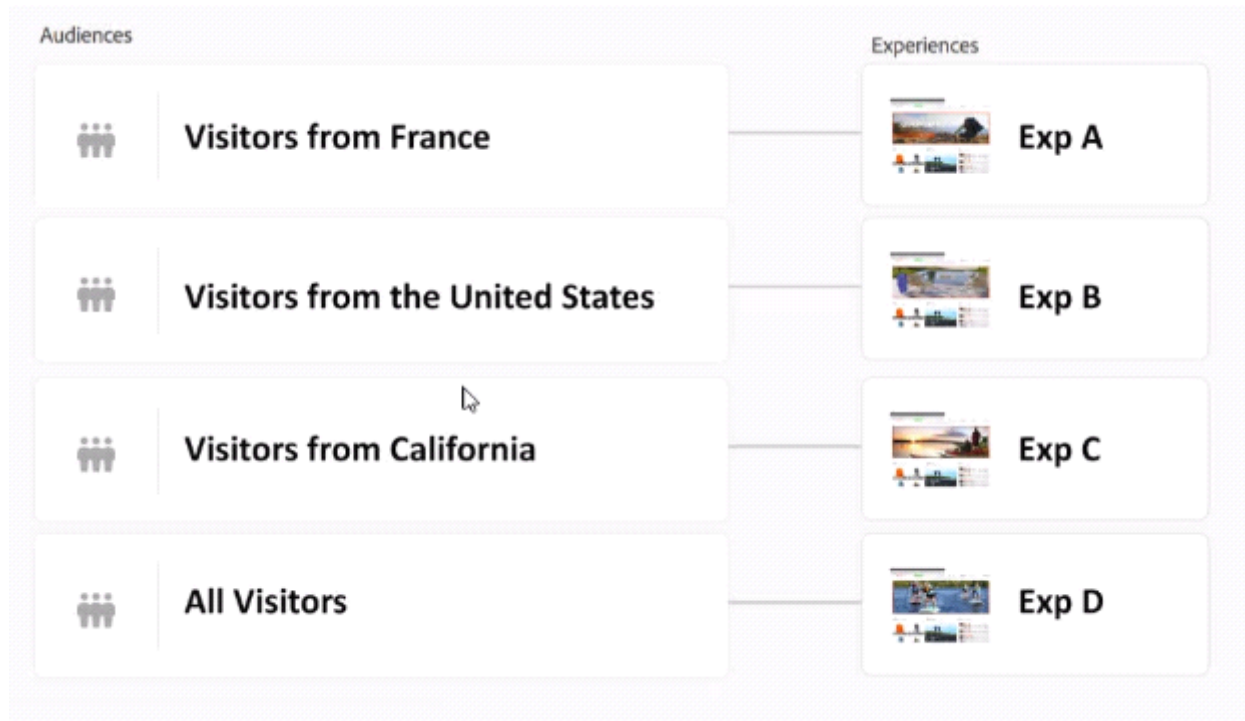 Audiences
Experiences
Visitors from France
Exp A
Visitors from the United States
Exp B
Visitors from California
Exp C
All Visitors
Exp D